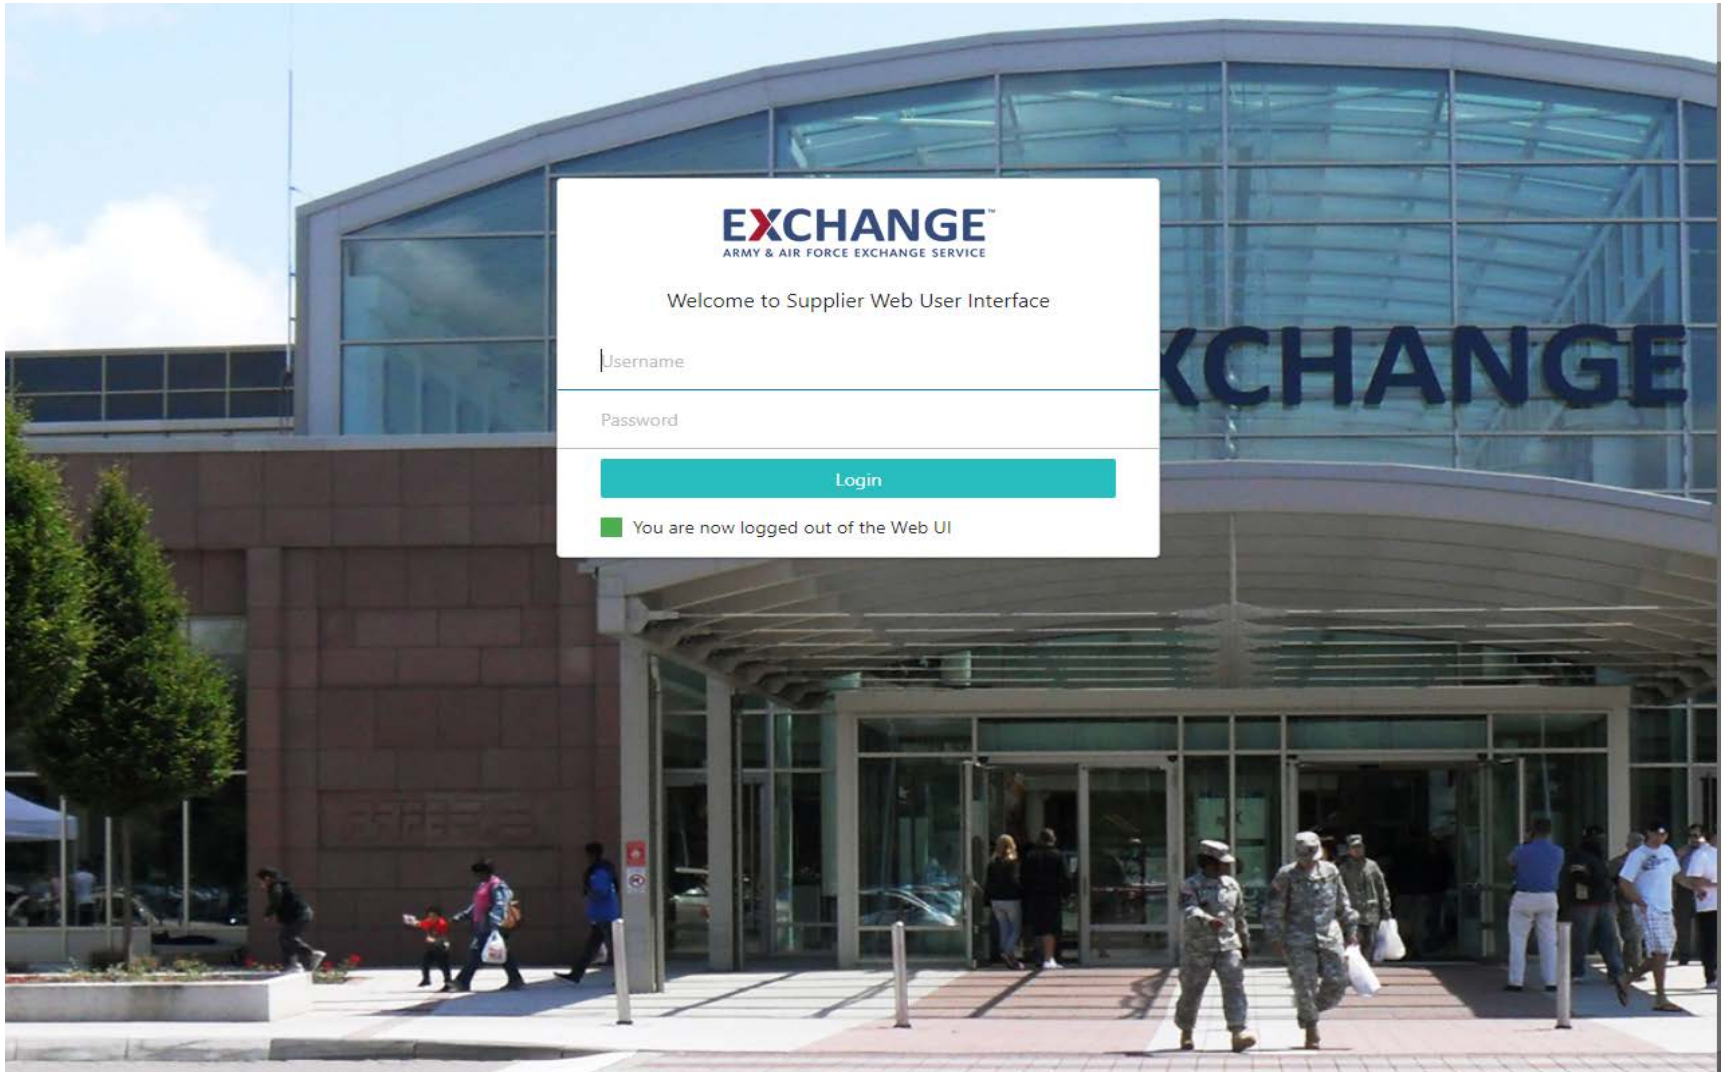 EXCHANGE™
ARMY & AIR FORCE EXCHANGE SERVICE
Welcome to Supplier Web User Interface
Username
XCHANGE
Password
Login
You are now logged out of the Web UI